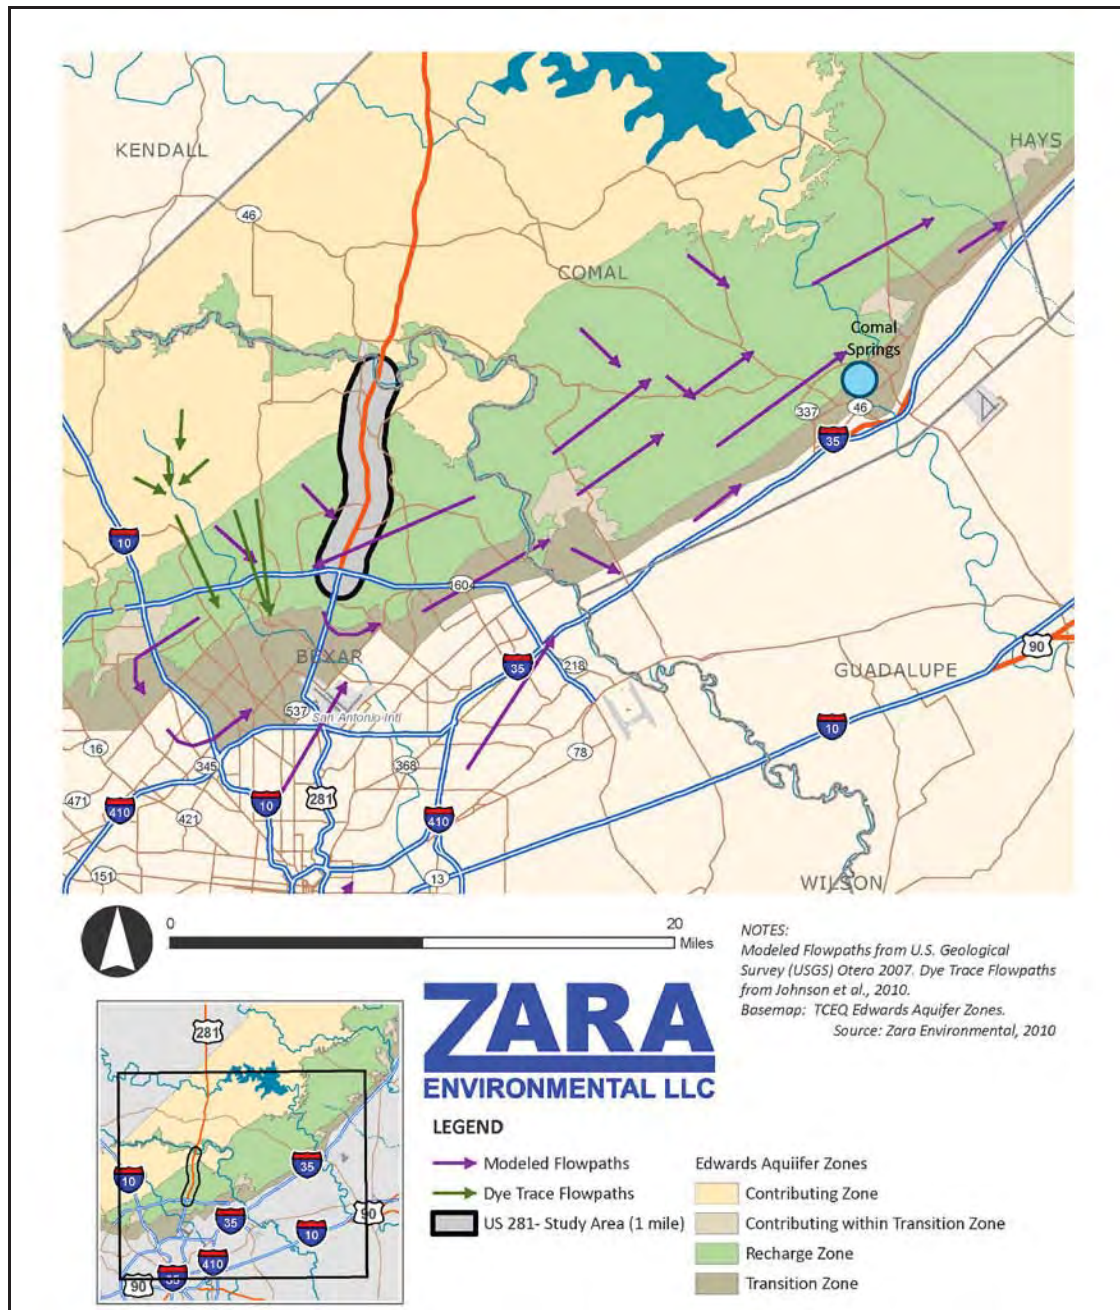 KENDALL
HAYS
46
COMAL
Comal
Springs
337
46
35
10
604
BEXAR
35
218
GUADALUPE
90
537
San Antonio Intl
16
345
368
78
10
471
410
421
10
281
410
151
13
WILSON
0
20
Miles
NOTES:
Modeled Flowpaths from U.S. Geological
Survey (USGS) Otero 2007. Dye Trace Flowpaths
from Johnson et al., 2010.
Basemap: TCEQ Edwards Aquifer Zones.
Source: Zara Environmental, 2010
281
10
35
90
35
10
410
90
35
ZARA
ENVIRONMENTAL LLC
LEGEND
Modeled Flowpaths
Dye Trace Flowpaths
US 281- Study Area (1 mile)
Edwards Aquiifer Zones
Contributing Zone
Contributing within Transition Zone
Recharge Zone
Transition Zone